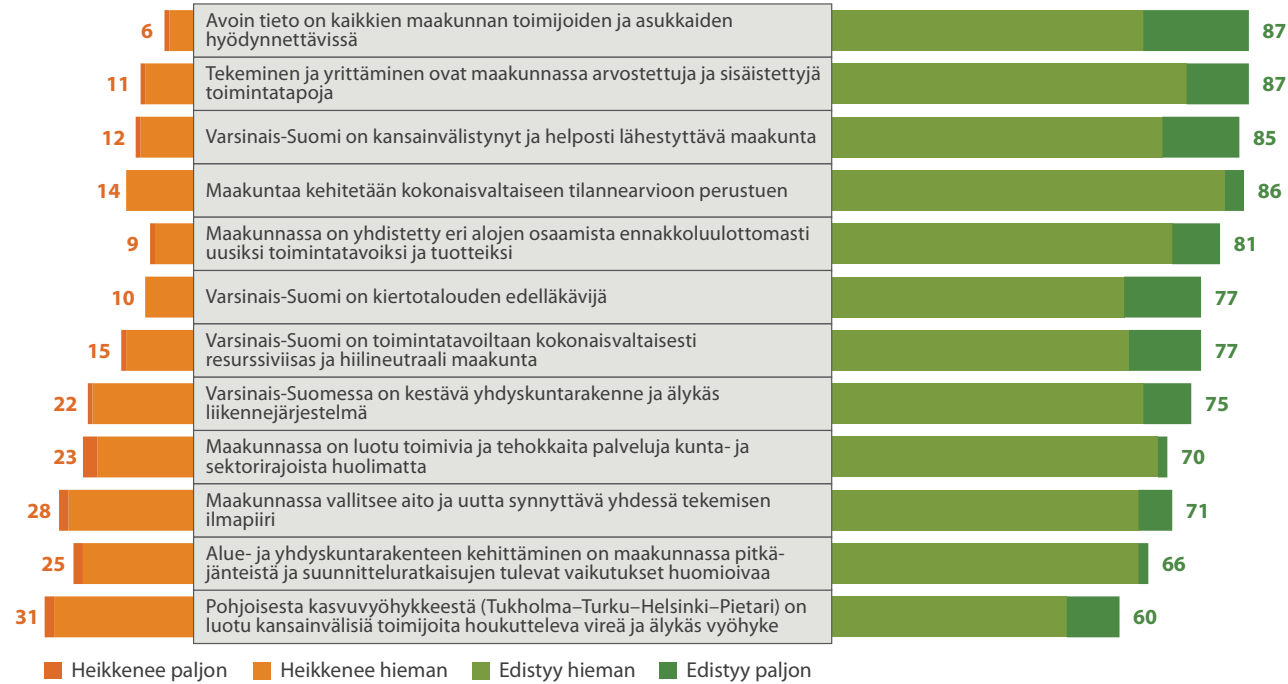 6 Avoin tieto on kaikkien maakunnan toimijoiden ja asukkaiden 87
hyödynnettävissä
11 Tekeminen ja yrittäminen ovat maakunnassa arvostettuja ja sisäistettyjä 87
toimintatapoja
12 Varsinais-Suomi on kansainvälistynyt ja helposti lähestyttävä maakunta 85
14 Maakuntaa kehitetään kokonaisvaltaiseen tilannearvioon perustuen 86
9 Maakunnassa on yhdistetty eri alojen osaamista ennakkoluulottomasti 81
uusiksi toimintatavoiksi ja tuotteiksi
10 Varsinais-Suomi on kiertotalouden edelläkävijä 77
15 Varsinais-Suomi on toimintatavoiltaan kokonaisvaltaisesti 77
resurssiviisas ja hiilineutraali maakunta
22 Varsinais-Suomessa on kestävä yhdyskuntarakenne ja älykäs 75
liikennejärjestelmä
23 Maakunnassa on luotu toimivia ja tehokkaita palveluja kunta- ja 70
sektorirajoista huolimatta
28 Maakunnassa vallitsee aito ja uutta synnyttävä yhdessä tekemisen 71
ilmapiiri
25 Alue- ja yhdyskuntarakenteen kehittäminen on maakunnassa pitkä- 66
jänteistä ja suunnitteluratkaisujen tulevat vaikutukset huomioivaa
31 Pohjoisesta kasvuvyöhykkeestä (Tukholma–Turku–Helsinki–Pietari) on 60
luotu kansainvälisiä toimijoita houkutteleva vireä ja älykäs vyöhyke
Heikkenee paljon Heikkenee hieman Edistyy hieman Edistyy paljon